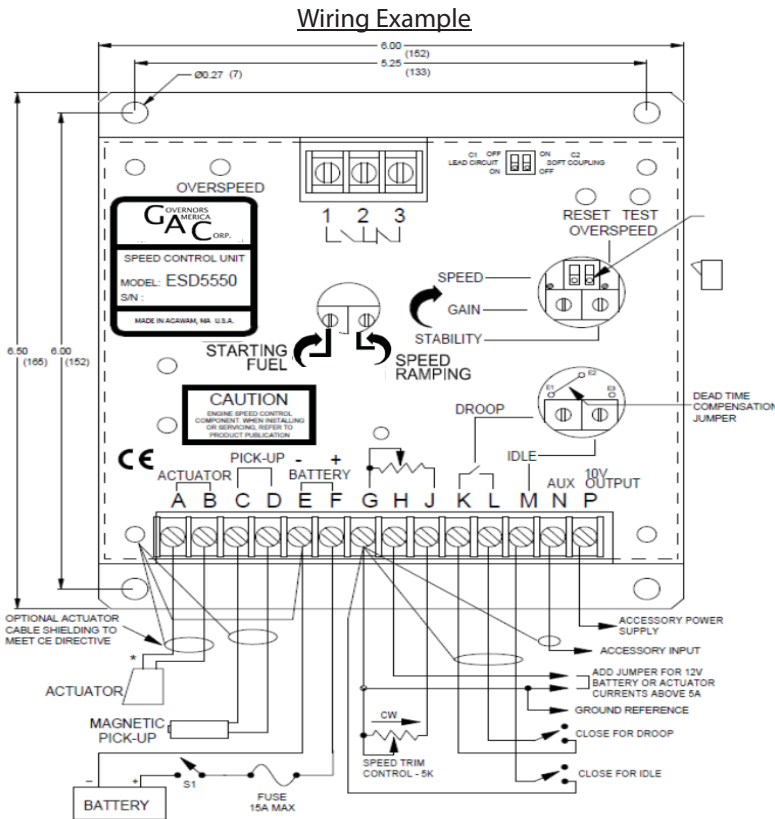 Wiring Example
6.00
(152)
5.25
(133)
Ø0.27 (7)
C1 OFF
LEAD CIRCUIT
ON
ON C2
SOFT COUPLING
OFF
OVERSPEED
1 2 3
RESET TEST
OVERSPEED
GOVERNORS
AMERICA
CORP.
SPEED CONTROL UNIT
MODEL: ESD5550
S/N :
MADE IN AGAWAM, MA U.S.A.
SPEED
GAIN
STABILITY
STARTING
FUEL
SPEED
RAMPING
6.50
(165)
6.00
(152)
CAUTION
ENGINE SPEED CONTROL
COMPONENT. WHEN INSTALLING
OR SERVICING, REFER TO
PRODUCT PUBLICATION
E1
E2
E3
DEAD TIME
COMPENSATION
JUMPER
DROOP
IDLE
CE
ACTUATOR
PICK-UP
- +
BATTERY
AUX
10V
OUTPUT
A B C D E F G H J K L M N P
OPTIONAL ACTUATOR
CABLE SHIELDING TO
MEET CE DIRECTIVE
*
ACTUATOR
MAGNETIC
PICK-UP
- +
BATTERY
S1
FUSE
15A MAX
CW
SPEED TRIM
CONTROL - 5K
ACCESSORY POWER
SUPPLY
ACCESSORY INPUT
ADD JUMPER FOR 12V
BATTERY OR ACTUATOR
CURRENTS ABOVE 5A
GROUND REFERENCE
CLOSE FOR DROOP
CLOSE FOR IDLE